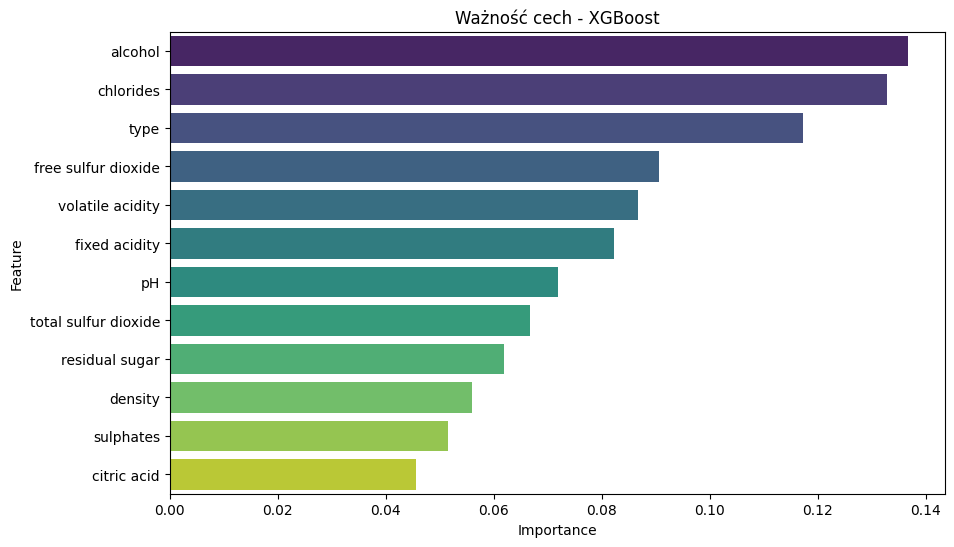 Ważność cech - XGBoost
Feature
alcohol
chlorides
type
free sulfur dioxide
volatile acidity
fixed acidity
pH
total sulfur dioxide
residual sugar
density
sulphates
citric acid
0.00 0.02 0.04 0.06 0.08 0.10 0.12 0.14
Importance